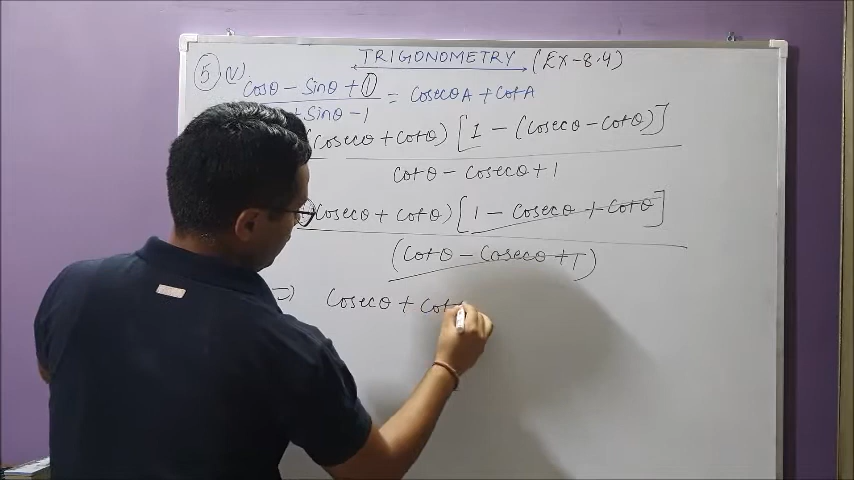 TRIGONOMETRY (Ex-8.4)
5 (v) cosθ - sinθ + 1 = cosecθA + cotA
+ sinθ - 1
(cosecθ + cotθ) [1 - (cosecθ - cotθ)]
cotθ - cosecθ + 1
(cosecθ + cotθ) [1 - cosecθ + cotθ]
(cotθ - cosecθ + 1)
=) cosecθ + cot